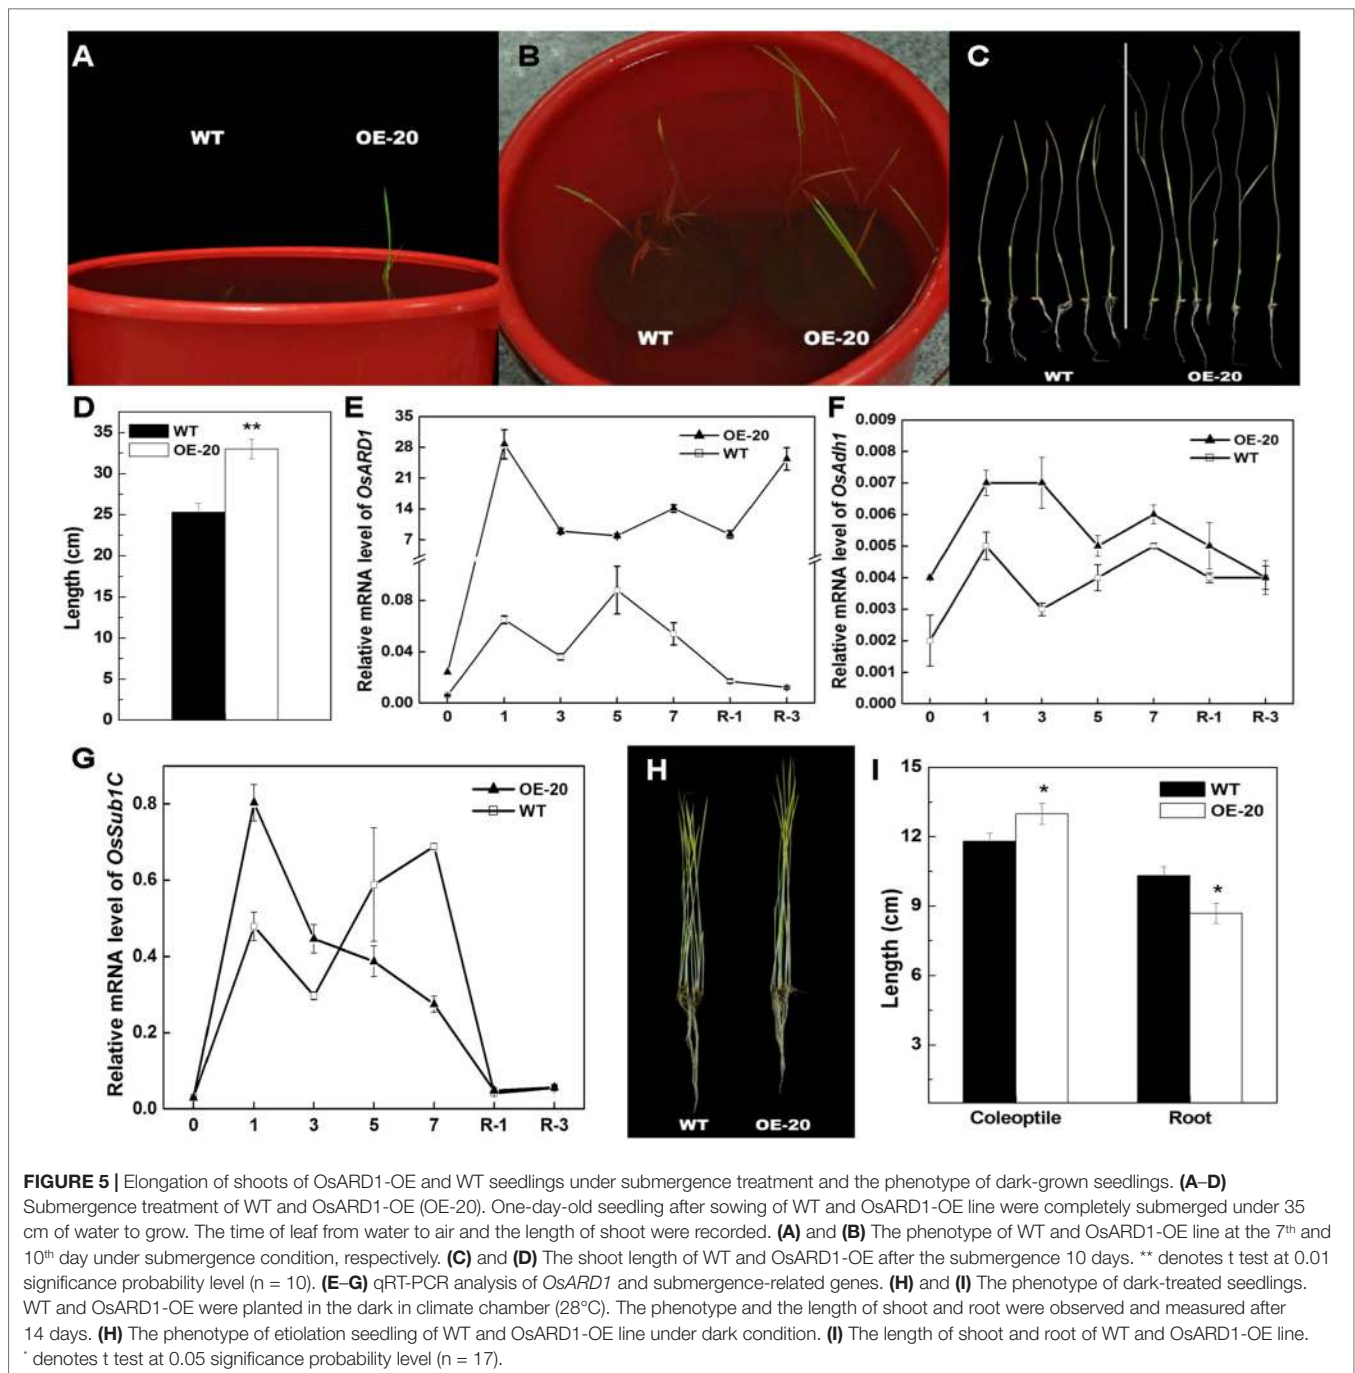 A
WT
OE-20
B
WT
OE-20
C
WT
OE-20
D
WT
OE-20
**
35
30
25
20
15
10
5
0
Length (cm)
E
OE-20
WT
35
28
21
14
7
0.08
0.04
0.00
Relative mRNA level of OsARD1
0 1 3 5 7 R-1 R-3
F
OE-20
WT
0.009
0.008
0.007
0.006
0.005
0.004
0.003
0.002
0.001
0.000
Relative mRNA level of OsAdh1
0 1 3 5 7 R-1 R-3
G
OE-20
WT
0.8
0.6
0.4
0.2
0.0
Relative mRNA level of OsSub1C
0 1 3 5 7 R-1 R-3
H
WT
OE-20
I
WT
OE-20
*
*
15
12
9
6
3
Length (cm)
Coleoptile Root
FIGURE 5 | Elongation of shoots of OsARD1-OE and WT seedlings under submergence treatment and the phenotype of dark-grown seedlings. (A–D)
Submergence treatment of WT and OsARD1-OE (OE-20). One-day-old seedling after sowing of WT and OsARD1-OE line were completely submerged under 35
cm of water to grow. The time of leaf from water to air and the length of shoot were recorded. (A) and (B) The phenotype of WT and OsARD1-OE line at the 7th and
10th day under submergence condition, respectively. (C) and (D) The shoot length of WT and OsARD1-OE after the submergence 10 days. ** denotes t test at 0.01
significance probability level (n = 10). (E–G) qRT-PCR analysis of OsARD1 and submergence-related genes. (H) and (I) The phenotype of dark-treated seedlings.
WT and OsARD1-OE were planted in the dark in climate chamber (28°C). The phenotype and the length of shoot and root were observed and measured after
14 days. (H) The phenotype of etiolation seedling of WT and OsARD1-OE line under dark condition. (I) The length of shoot and root of WT and OsARD1-OE line.
* denotes t test at 0.05 significance probability level (n = 17).